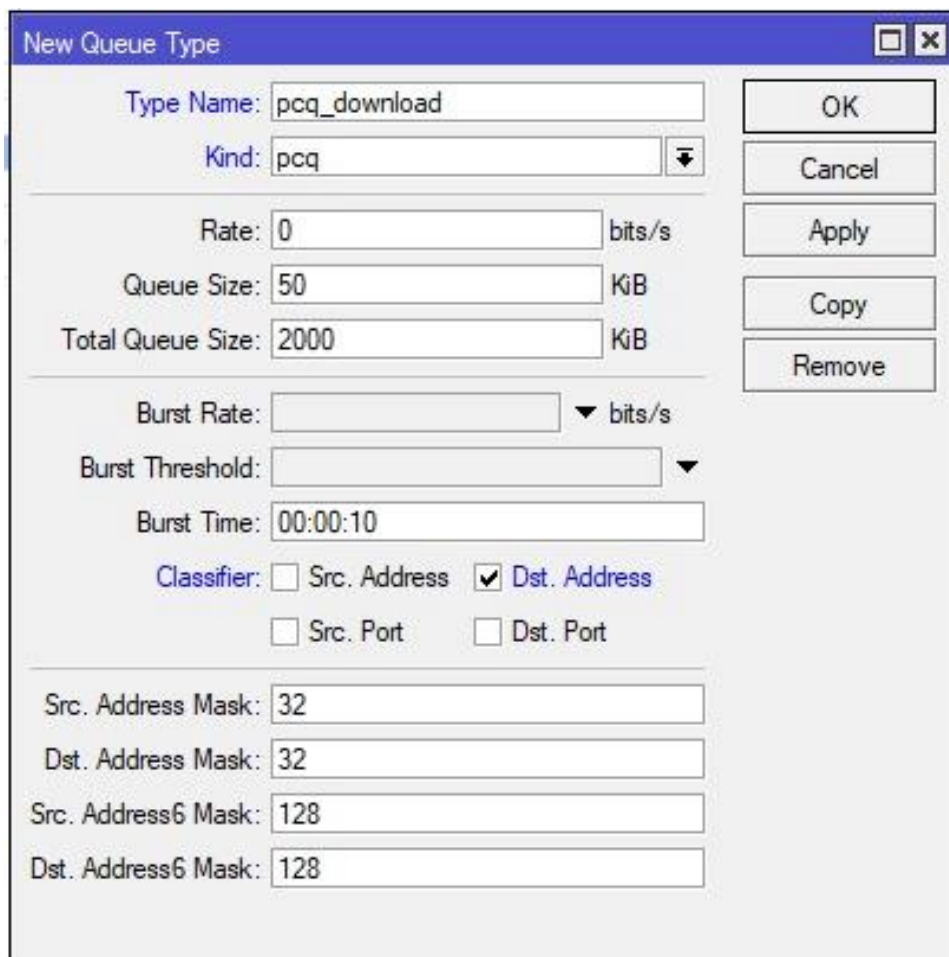 New Queue Type
Type Name: pcq_download
OK
Kind: pcq
Cancel
Rate: 0 bits/s
Apply
Queue Size: 50 KiB
Copy
Total Queue Size: 2000 KiB
Remove
Burst Rate: bits/s
Burst Threshold:
Burst Time: 00:00:10
Classifier: Src. Address Dst. Address
Src. Port Dst. Port
Src. Address Mask: 32
Dst. Address Mask: 32
Src. Address6 Mask: 128
Dst. Address6 Mask: 128